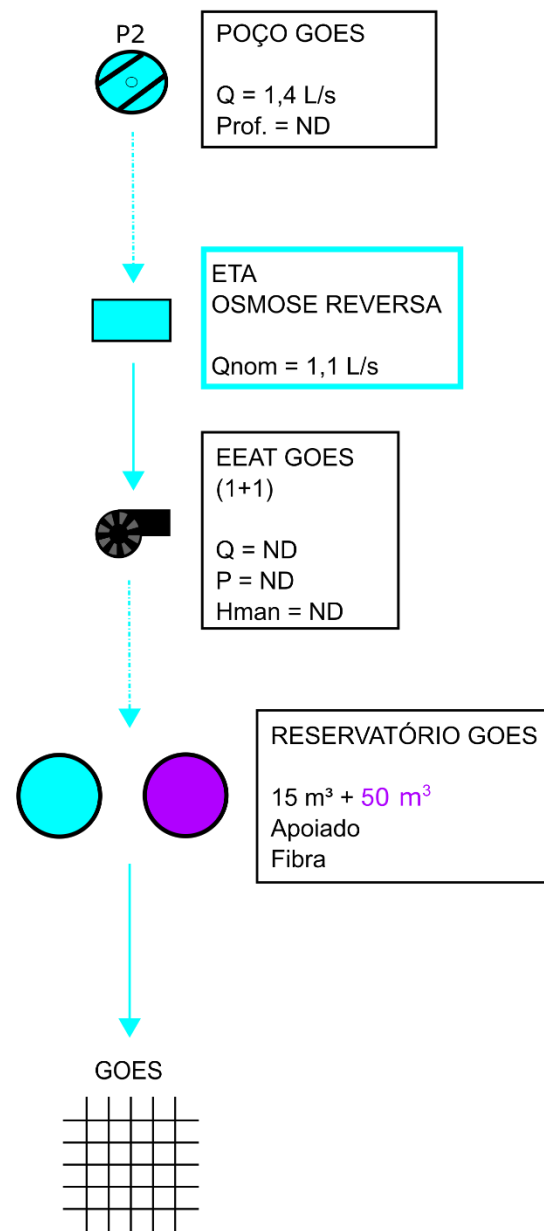 P2
POÇO GOES
Q = 1,4 L/s
Prof. = ND
ETA
OSMOSE REVERSA
Qnom = 1,1 L/s
EEAT GOES
(1+1)
Q = ND
P = ND
Hman = ND
RESERVATÓRIO GOES
15 m³ + 50 m³
Apoiado
Fibra
GOES